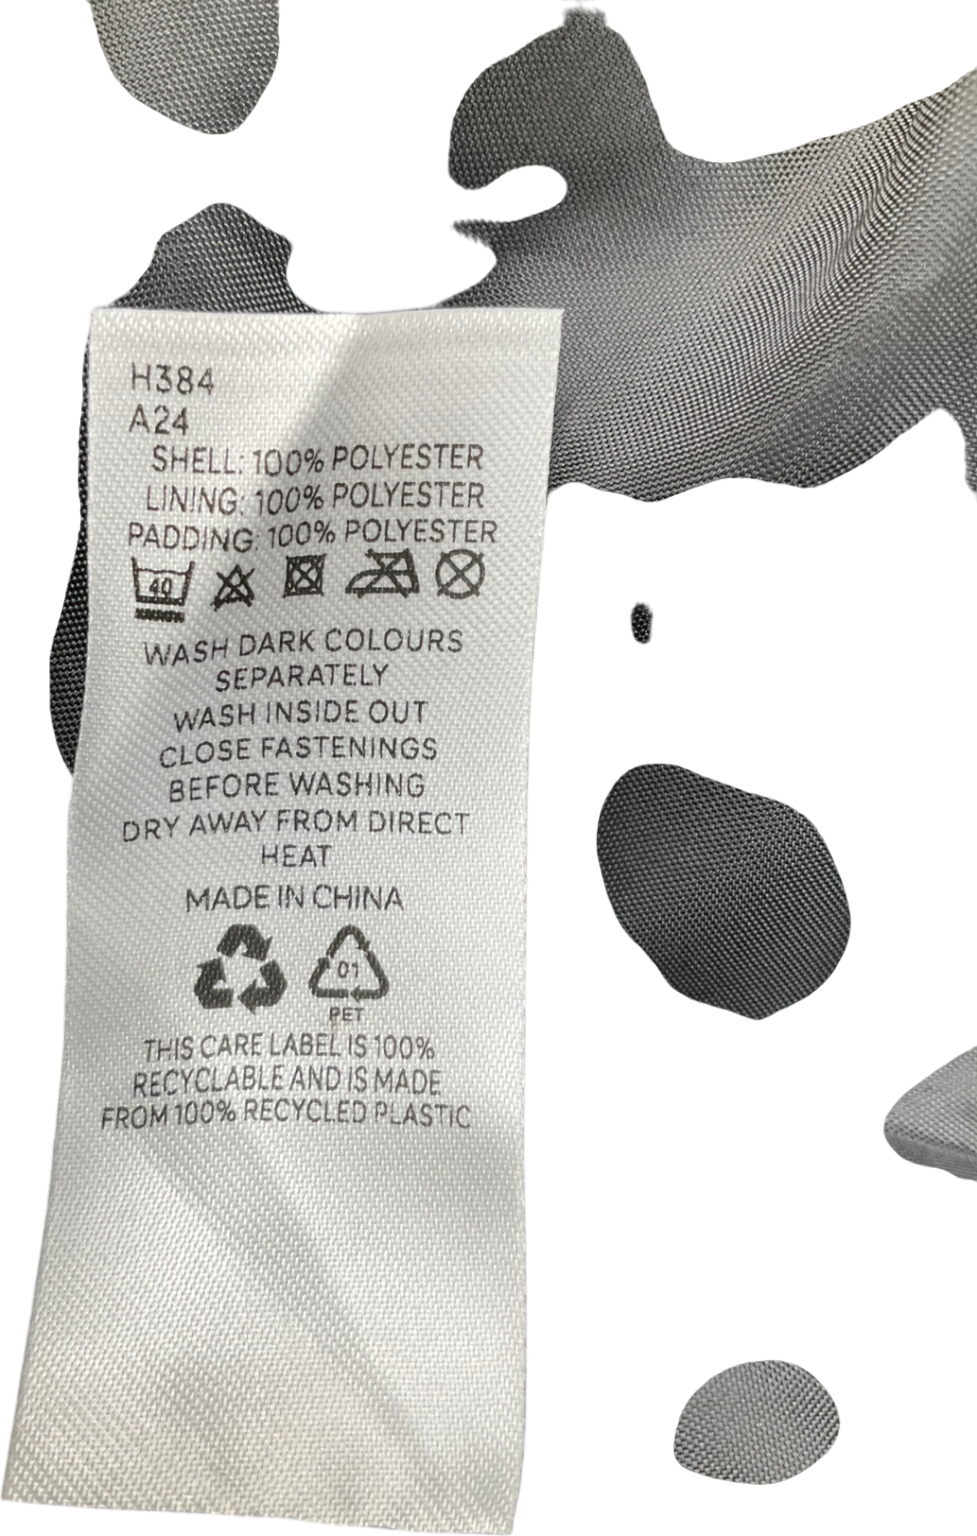 H384
A24
SHELL: 100% POLYESTER
LINING: 100% POLYESTER
PADDING: 100% POLYESTER
40
WASH DARK COLOURS
SEPARATELY
WASH INSIDE OUT
CLOSE FASTENINGS
BEFORE WASHING
DRY AWAY FROM DIRECT
HEAT
MADE IN CHINA
01
PET
THIS CARE LABEL IS 100%
RECYCLABLE AND IS MADE
FROM 100% RECYCLED PLASTIC